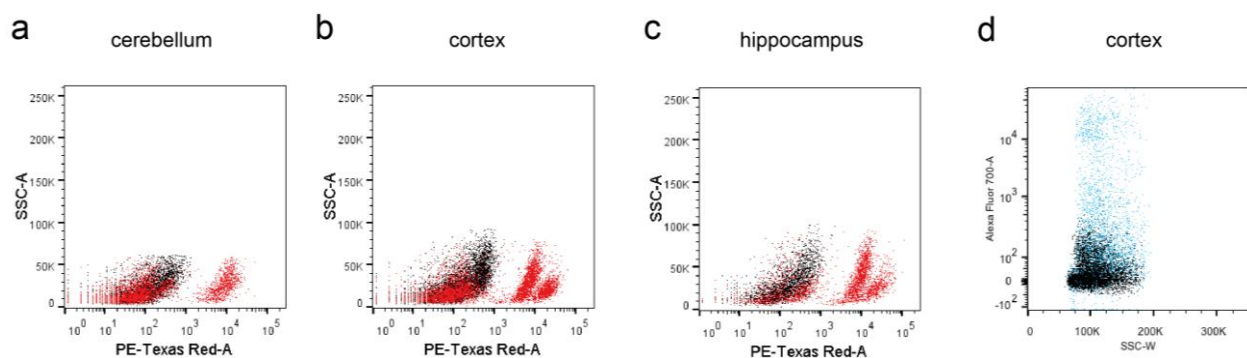 a cerebellum
b cortex
c hippocampus
d cortex
SSC-A
250K
200K
150K
100K
50K
0
10^0 10^1 10^2 10^3 10^4 10^5
PE-Texas Red-A
SSC-A
250K
200K
150K
100K
50K
0
10^0 10^1 10^2 10^3 10^4 10^5
PE-Texas Red-A
SSC-A
250K
200K
150K
100K
50K
0
10^0 10^1 10^2 10^3 10^4 10^5
PE-Texas Red-A
Alexa Fluor 700-A
10^4
10^3
10^2
0
-10^2
0 100K 200K 300K
SSC-W